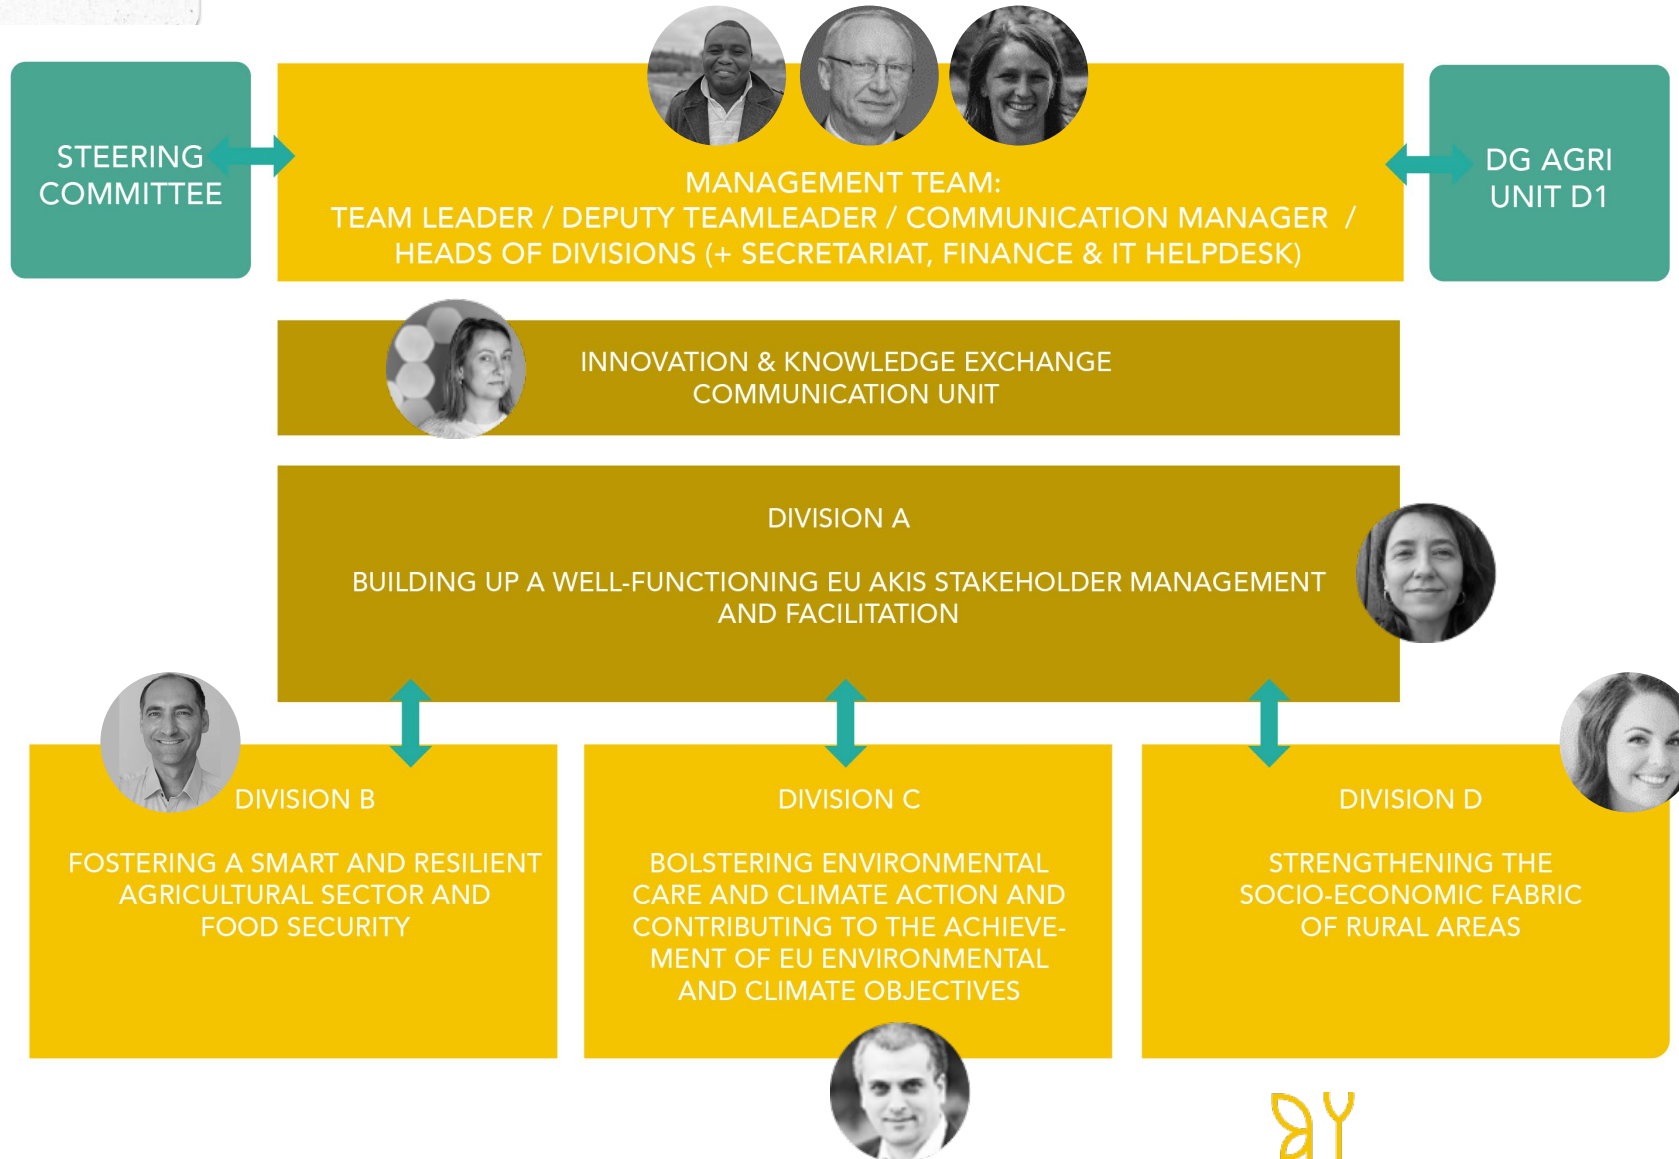 STEERING
COMMITTEE
MANAGEMENT TEAM:
TEAM LEADER / DEPUTY TEAMLEADER / COMMUNICATION MANAGER /
HEADS OF DIVISIONS (+ SECRETARIAT, FINANCE & IT HELPDESK)
DG AGRI
UNIT D1
INNOVATION & KNOWLEDGE EXCHANGE
COMMUNICATION UNIT
DIVISION A
BUILDING UP A WELL-FUNCTIONING EU AKIS STAKEHOLDER MANAGEMENT
AND FACILITATION
DIVISION B
FOSTERING A SMART AND RESILIENT
AGRICULTURAL SECTOR AND
FOOD SECURITY
DIVISION C
BOLSTERING ENVIRONMENTAL
CARE AND CLIMATE ACTION AND
CONTRIBUTING TO THE ACHIEVE-
MENT OF EU ENVIRONMENTAL
AND CLIMATE OBJECTIVES
DIVISION D
STRENGTHENING THE
SOCIO-ECONOMIC FABRIC
OF RURAL AREAS